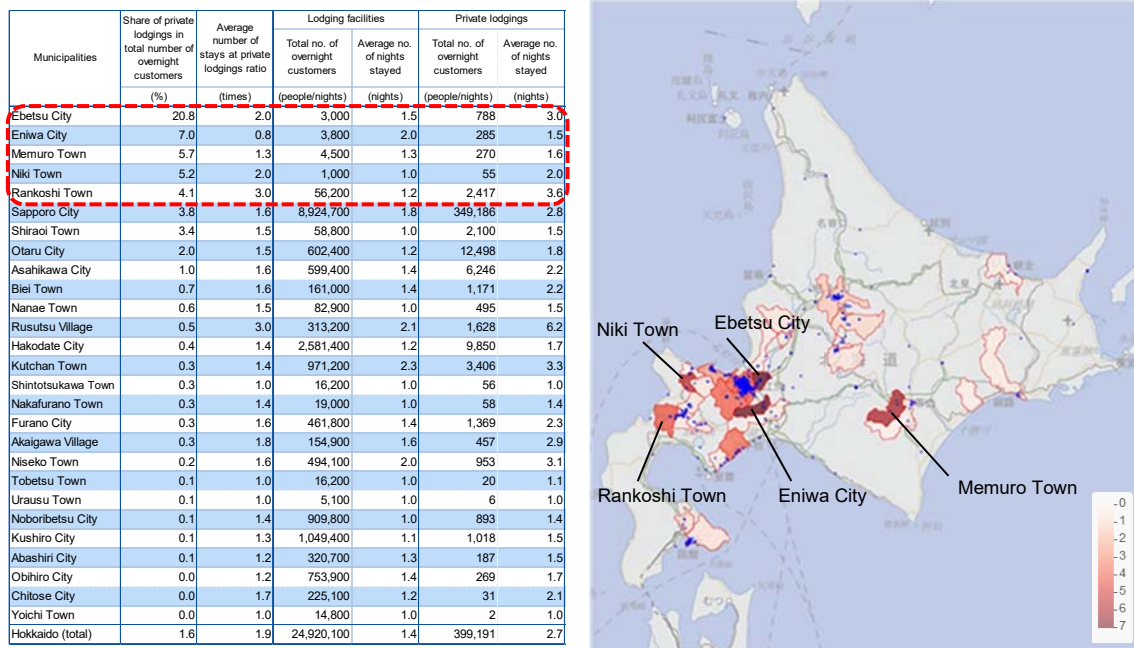 Municipalities
Share of private
lodgings in
total number of
overnight
customers
Average
number of
stays at private
lodgings ratio
Lodging facilities
Private lodgings
Total no. of
overnight
customers
Average no.
of nights
stayed
Total no. of
overnight
customers
Average no.
of nights
stayed
(%) (times) (people/nights) (nights) (people/nights) (nights)
Ebetsu City 20.8 2.0 3,000 1.5 788 3.0
Eniwa City 7.0 0.8 3,800 2.0 285 1.5
Memuro Town 5.7 1.3 4,500 1.3 270 1.6
Niki Town 5.2 2.0 1,000 1.0 55 2.0
Rankoshi Town 4.1 3.0 56,200 1.2 2,417 3.6
Sapporo City 3.8 1.6 8,924,700 1.8 349,186 2.8
Shiraoi Town 3.4 1.5 58,800 1.0 2,100 1.5
Otaru City 2.0 1.5 602,400 1.2 12,498 1.8
Asahikawa City 1.0 1.6 599,400 1.4 6,246 2.2
Biei Town 0.7 1.6 161,000 1.4 1,171 2.2
Nanae Town 0.6 1.5 82,900 1.0 495 1.5
Rusutsu Village 0.5 3.0 313,200 2.1 1,628 6.2
Hakodate City 0.4 1.4 2,581,400 1.2 9,850 1.7
Kutchan Town 0.3 1.4 971,200 2.3 3,406 3.3
Shintotsukawa Town 0.3 1.0 16,200 1.0 56 1.0
Nakafurano Town 0.3 1.4 19,000 1.0 58 1.4
Furano City 0.3 1.6 461,800 1.4 1,369 2.3
Akaigawa Village 0.3 1.8 154,900 1.6 457 2.9
Niseko Town 0.2 1.6 494,100 2.0 953 3.1
Tobetsu Town 0.1 1.0 16,200 1.0 20 1.1
Urausu Town 0.1 1.0 5,100 1.0 6 1.0
Noboribetsu City 0.1 1.4 909,800 1.0 893 1.4
Kushiro City 0.1 1.3 1,049,400 1.1 1,018 1.5
Abashiri City 0.1 1.2 320,700 1.3 187 1.5
Obihiro City 0.0 1.2 753,900 1.4 269 1.7
Chitose City 0.0 1.7 225,100 1.2 31 2.1
Yoichi Town 0.0 1.0 14,800 1.0 2 1.0
Hokkaido (total) 1.6 1.9 24,920,100 1.4 399,191 2.7
稚内
名寄
紋別
留萌
網走
北見
道
Niki Town
Ebetsu City
Rankoshi Town
Eniwa City
Memuro Town
むつ
0
1
2
3
4
5
6
7